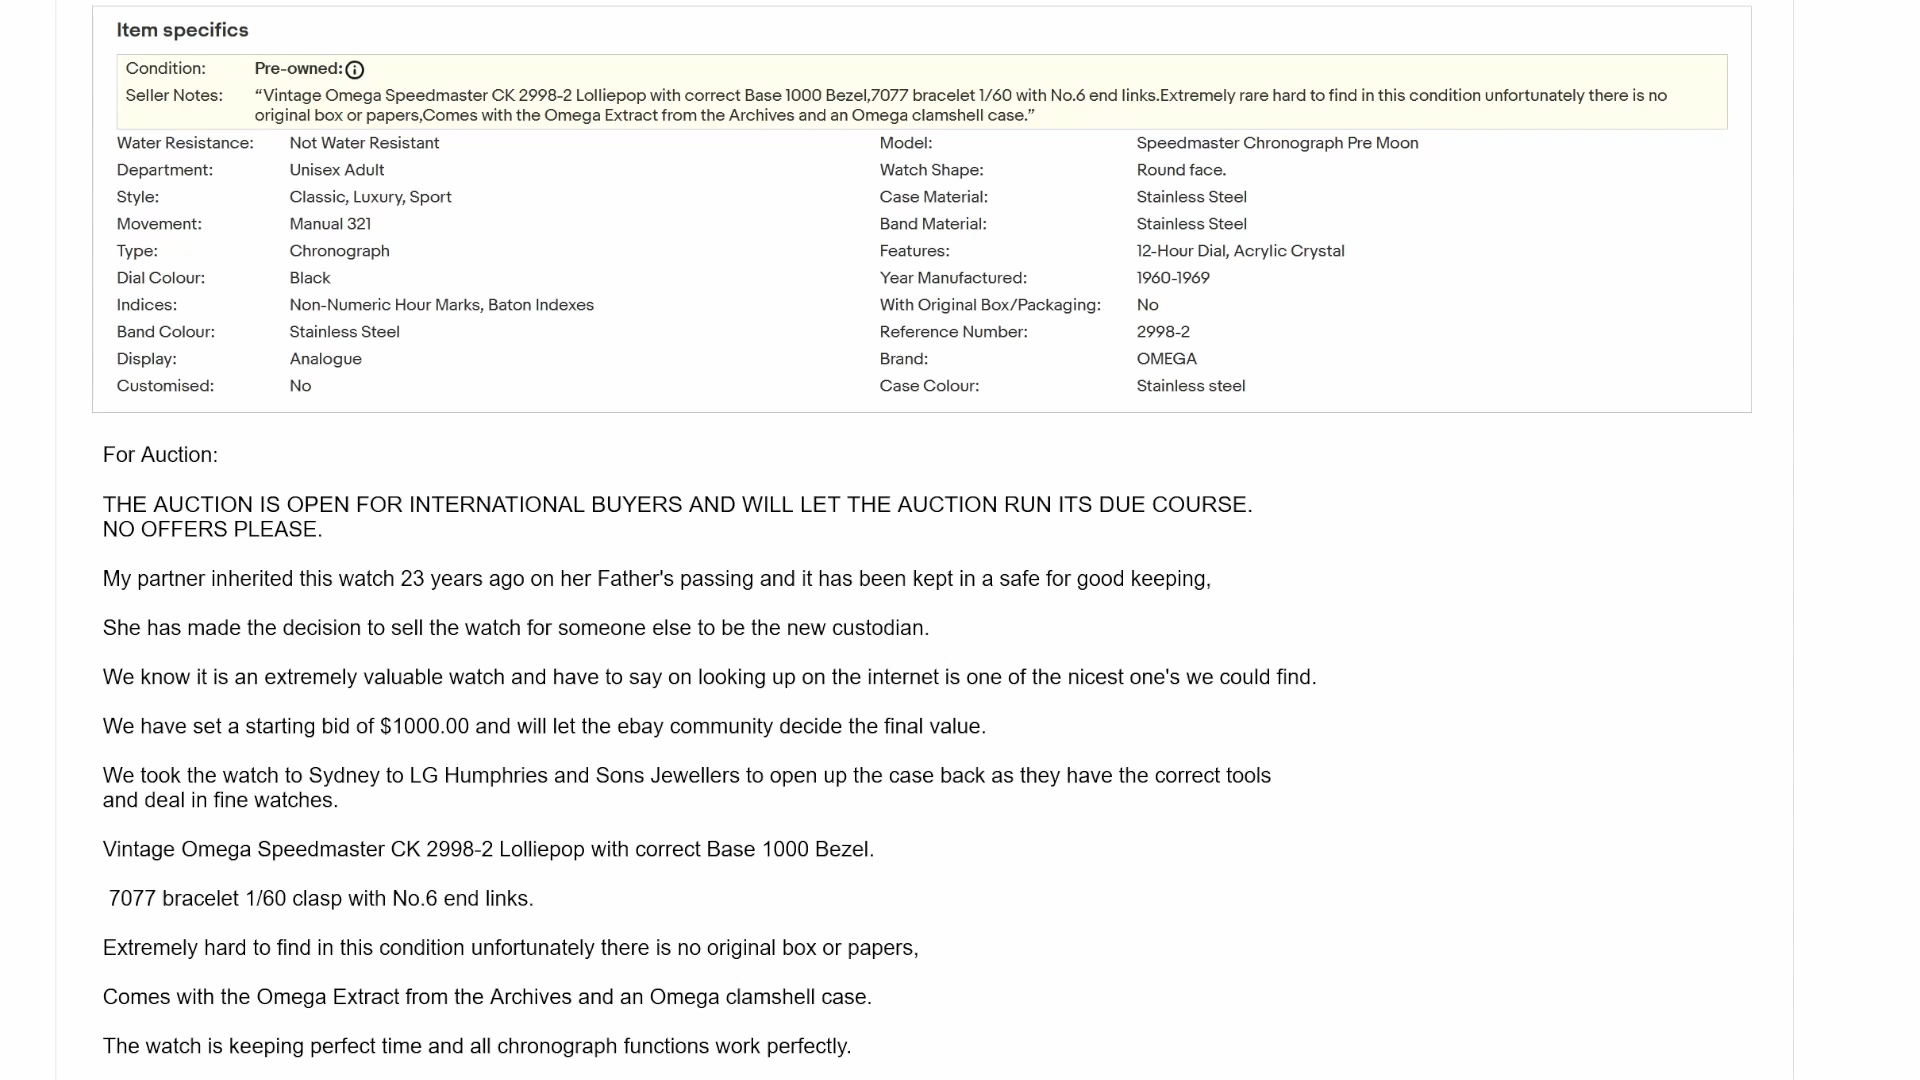 Item specifics
Condition: Pre-owned:
Seller Notes: “Vintage Omega Speedmaster CK 2998-2 Lolliepop with correct Base 1000 Bezel,7077 bracelet 1/60 with No.6 end links.Extremely rare hard to find in this condition unfortunately there is no
original box or papers,Comes with the Omega Extract from the Archives and an Omega clamshell case.”
Water Resistance: Not Water Resistant Model: Speedmaster Chronograph Pre Moon
Department: Unisex Adult Watch Shape: Round face.
Style: Classic, Luxury, Sport Case Material: Stainless Steel
Movement: Manual 321 Band Material: Stainless Steel
Type: Chronograph Features: 12-Hour Dial, Acrylic Crystal
Dial Colour: Black Year Manufactured: 1960-1969
Indices: Non-Numeric Hour Marks, Baton Indexes With Original Box/Packaging: No
Band Colour: Stainless Steel Reference Number: 2998-2
Display: Analogue Brand: OMEGA
Customised: No Case Colour: Stainless steel
For Auction:
THE AUCTION IS OPEN FOR INTERNATIONAL BUYERS AND WILL LET THE AUCTION RUN ITS DUE COURSE.
NO OFFERS PLEASE.
My partner inherited this watch 23 years ago on her Father's passing and it has been kept in a safe for good keeping,
She has made the decision to sell the watch for someone else to be the new custodian.
We know it is an extremely valuable watch and have to say on looking up on the internet is one of the nicest one's we could find.
We have set a starting bid of $1000.00 and will let the ebay community decide the final value.
We took the watch to Sydney to LG Humphries and Sons Jewellers to open up the case back as they have the correct tools
and deal in fine watches.
Vintage Omega Speedmaster CK 2998-2 Lolliepop with correct Base 1000 Bezel.
7077 bracelet 1/60 clasp with No.6 end links.
Extremely hard to find in this condition unfortunately there is no original box or papers,
Comes with the Omega Extract from the Archives and an Omega clamshell case.
The watch is keeping perfect time and all chronograph functions work perfectly.